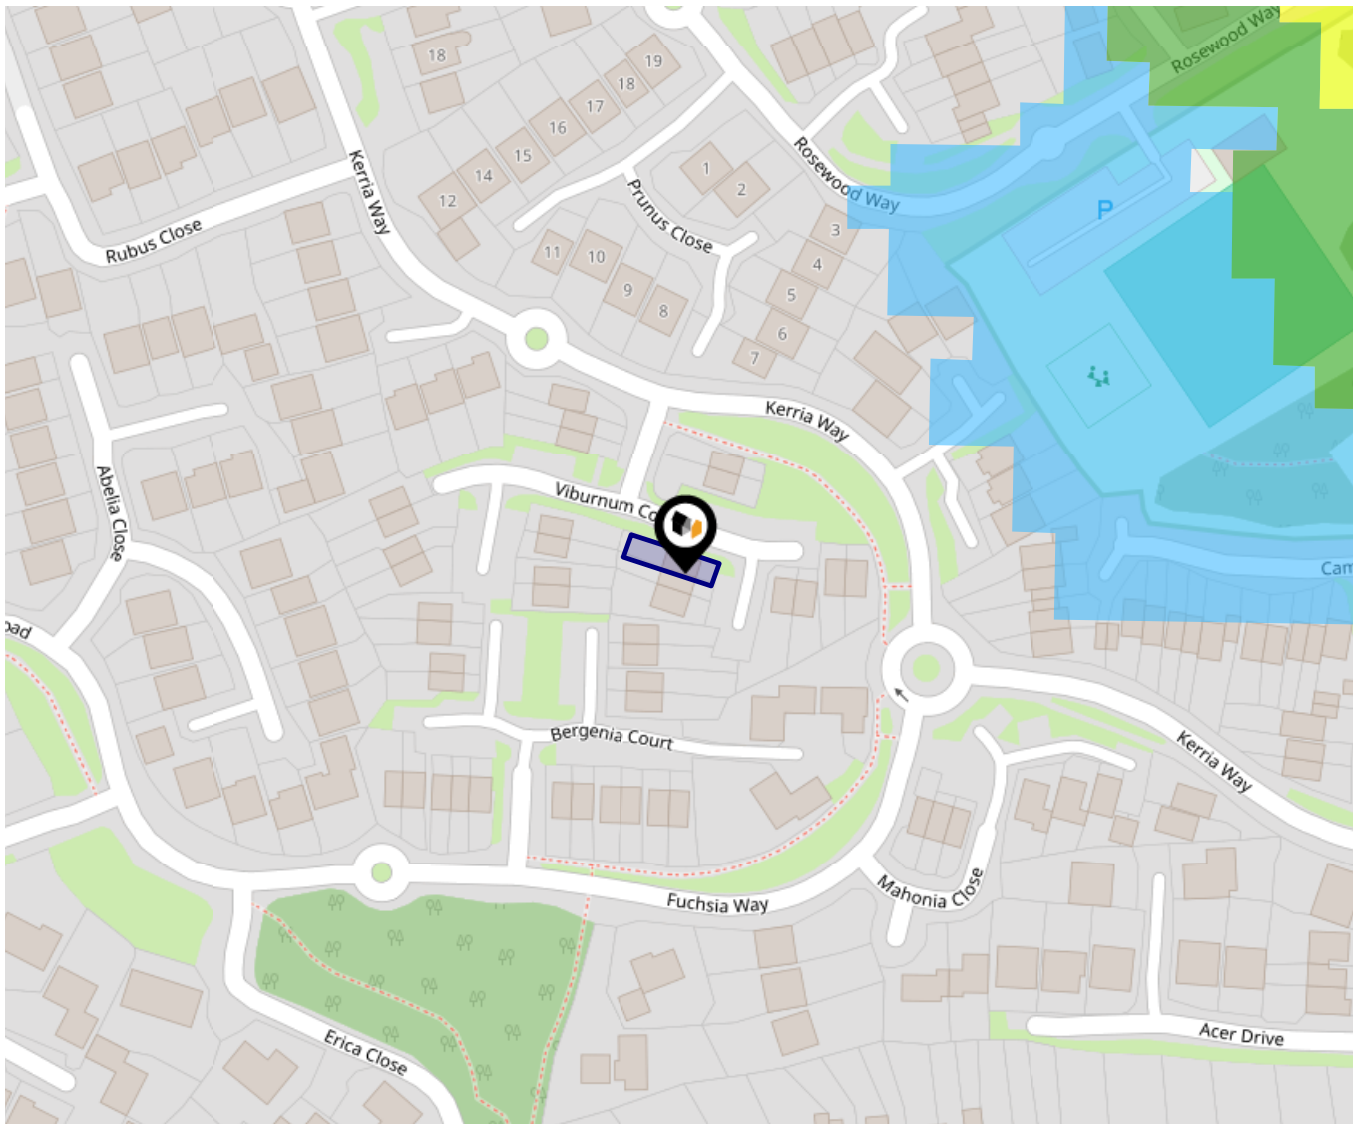 Rosewood Way
18
19
18
17
16
15
14
12
Kerria Way
1
2
Rosewood Way
Prunus Close
P
Rubus Close
11
10
9
8
3
4
5
6
7
Kerria Way
Abelia Close
Viburnum Co
Cam
oad
Bergenia Court
Kerria Way
Fuchsia Way
Mahonia Close
Erica Close
Acer Drive